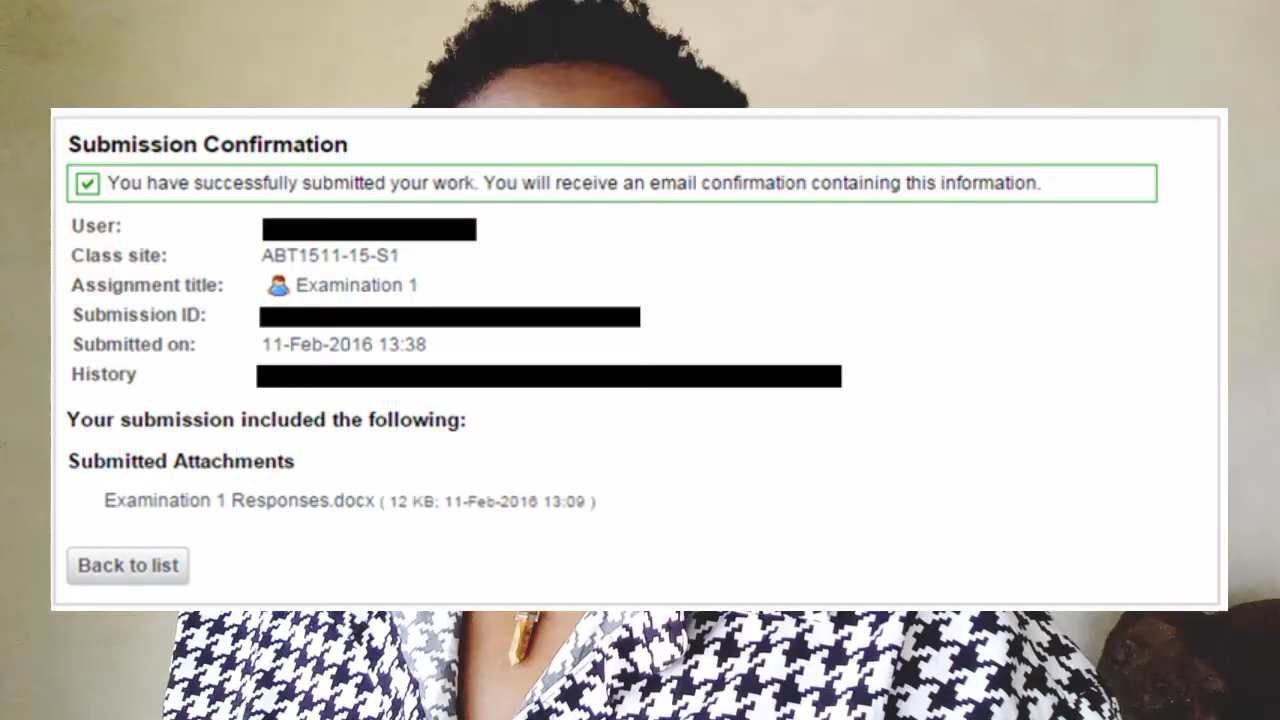 Submission Confirmation
You have successfully submitted your work. You will receive an email confirmation containing this information.
User:
Class site: ABT1511-15-S1
Assignment title: Examination 1
Submission ID:
Submitted on: 11-Feb-2016 13:38
History
Your submission included the following:
Submitted Attachments
Examination 1 Responses.docx ( 12 KB; 11-Feb-2016 13:09 )
Back to list